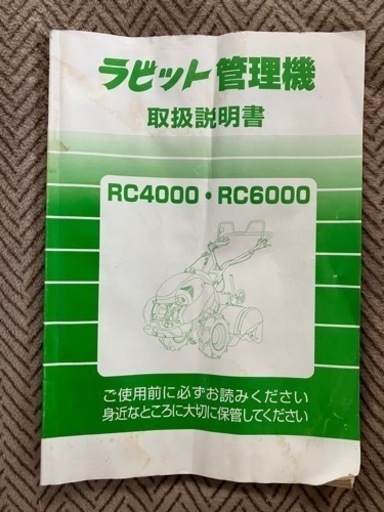 ラビット管理機
取扱説明書
RC4000・RC6000
ご使用前に必ずお読みください
身近なところに大切に保管してください